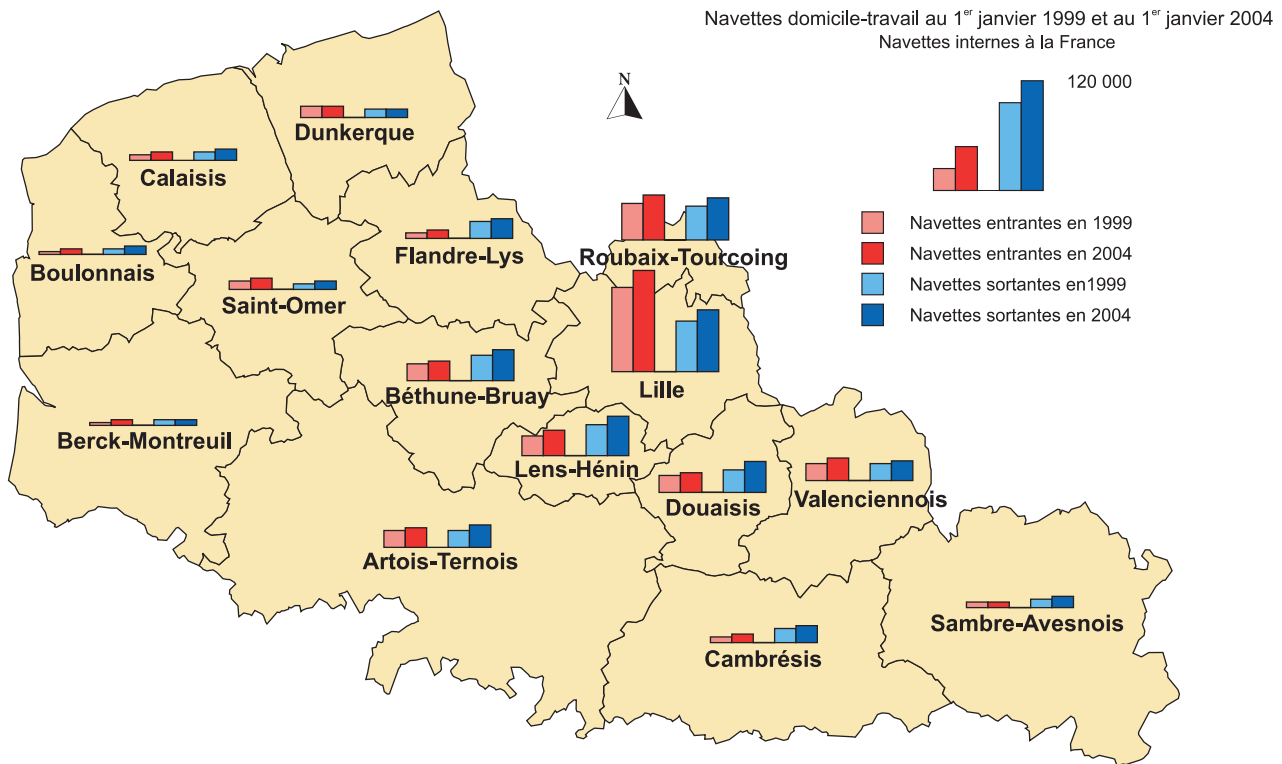 Navettes domicile-travail au 1er janvier 1999 et au 1er janvier 2004
Navettes internes à la France
120 000
Navettes entrantes en 1999
Navettes entrantes en 2004
Navettes sortantes en1999
Navettes sortantes en 2004
N
Dunkerque
Calaisis
Flandre-Lys
Roubaix-Tourcoing
Boulonnais
Saint-Omer
Lille
Béthune-Bruay
Berck-Montreuil
Lens-Hénin
Douaisis
Valenciennois
Artois-Ternois
Sambre-Avesnois
Cambrésis